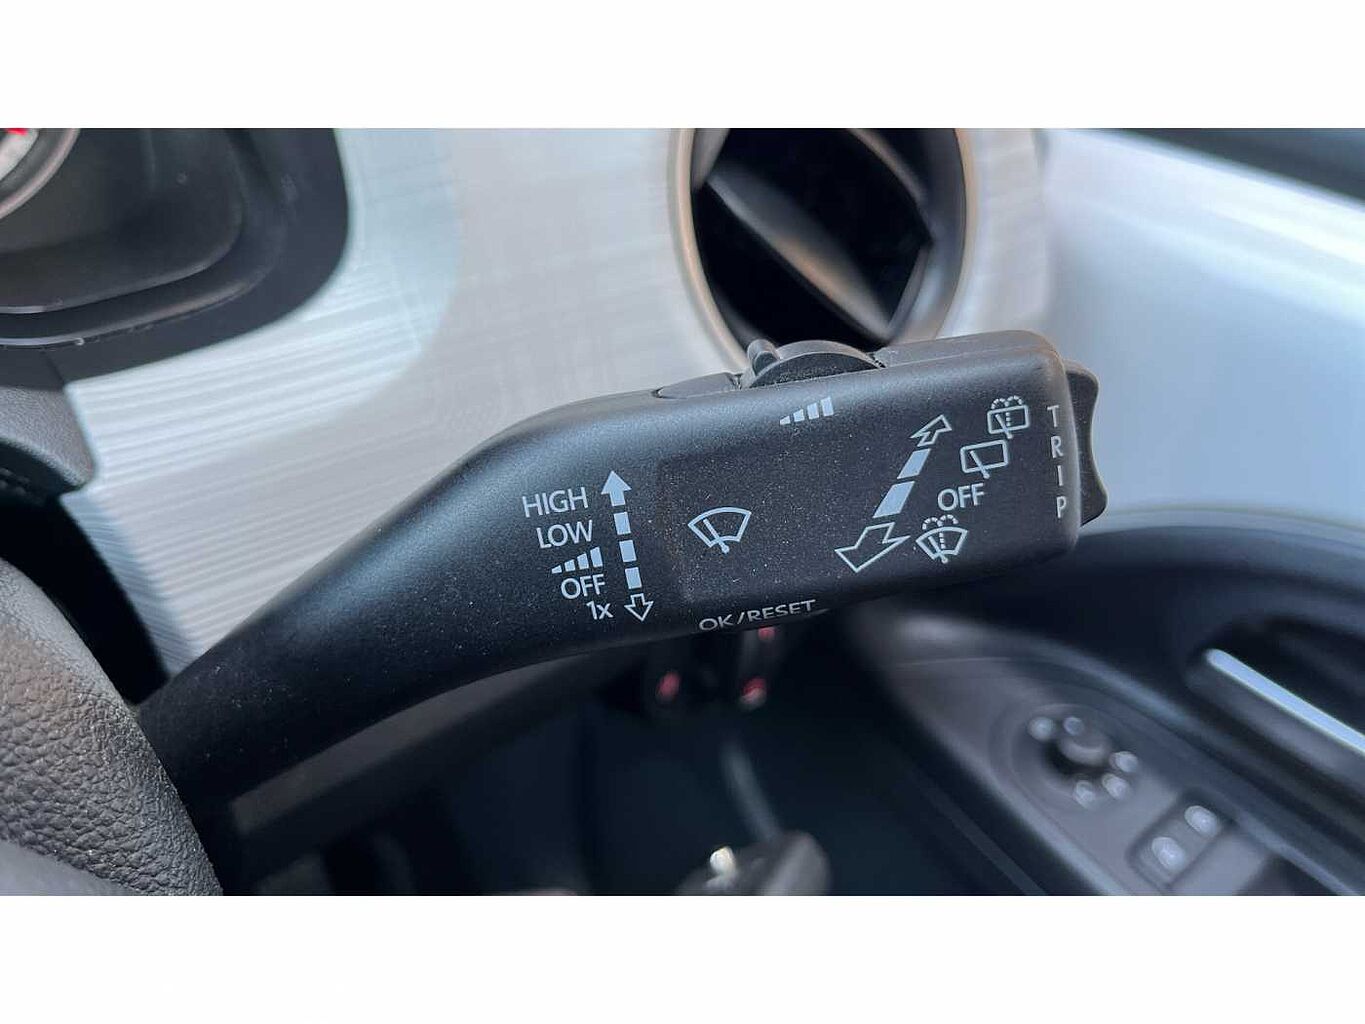 HIGH
LOW
OFF
1x
OK/RESET
OFF
TRIP